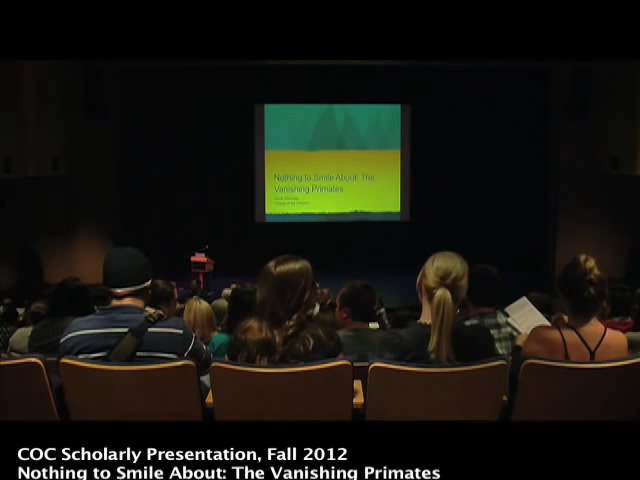 Nothing to Smile About: The
Vanishing Primates
COC Scholarly Presentation, Fall 2012
Nothing to Smile About: The Vanishing Primates